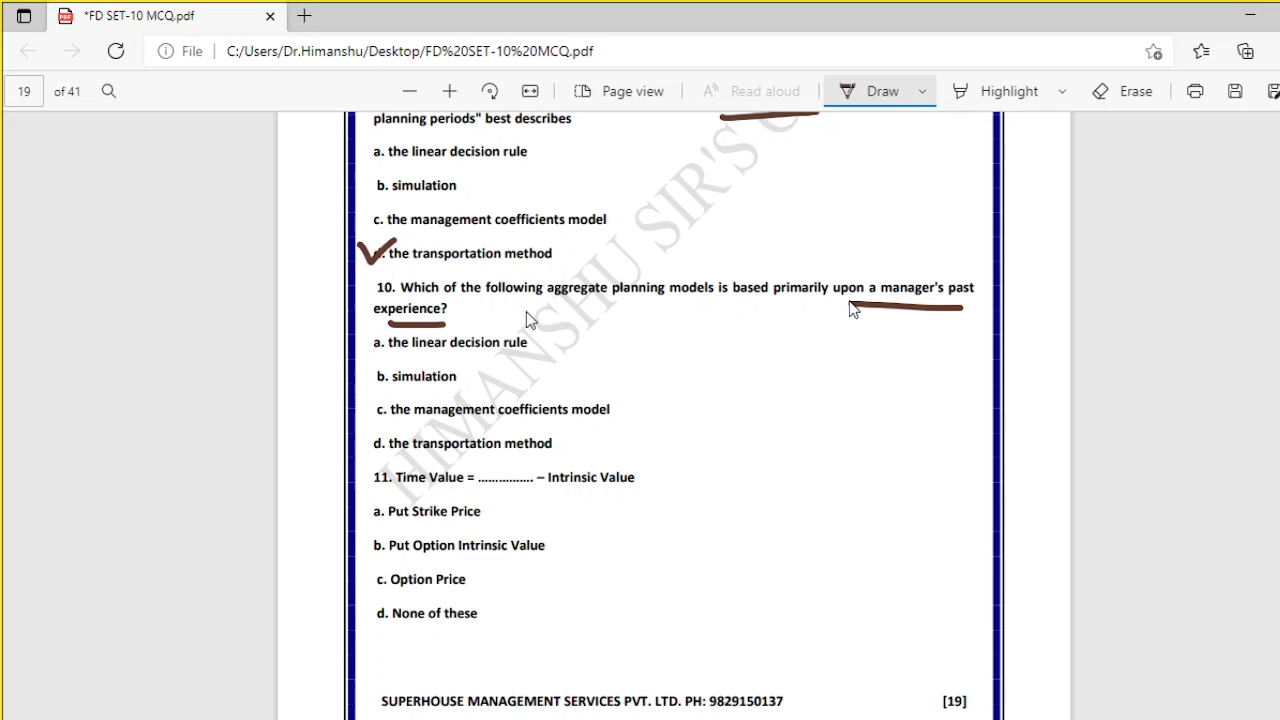 *FD SET-10 MCQ.pdf
File
C:/Users/Dr.Himanshu/Desktop/FD%20SET-10%20MCQ.pdf
19 of 41
Page view
Read aloud
Draw
Highlight
Erase
planning periods" best describes
a. the linear decision rule
b. simulation
c. the management coefficients model
the transportation method
10. Which of the following aggregate planning models is based primarily upon a manager's past
experience?
a. the linear decision rule
b. simulation
c. the management coefficients model
d. the transportation method
11. Time Value = ................ – Intrinsic Value
a. Put Strike Price
b. Put Option Intrinsic Value
c. Option Price
d. None of these
HIMANSHU SIR'S
SUPERHOUSE MANAGEMENT SERVICES PVT. LTD. PH: 9829150137 [19]